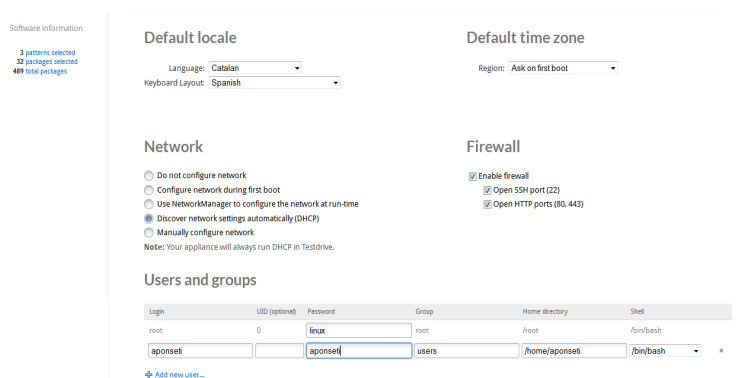 Software information
3 patterns selected
32 packages selected
489 total packages
Default locale
Language: Catalan
Keyboard Layout: Spanish
Default time zone
Region: Ask on first boot
Network
Do not configure network
Configure network during first boot
Use NetworkManager to configure the network at run-time
Discover network settings automatically (DHCP)
Manually configure network
Note: Your appliance will always run DHCP in Testdrive.
Firewall
Enable firewall
Open SSH port (22)
Open HTTP ports (80, 443)
Users and groups
Login UID (optional) Password Group Home directory Shell
root 0 linux root /root /bin/bash
aponseti aponseti users /home/aponseti /bin/bash ×
Add new user...